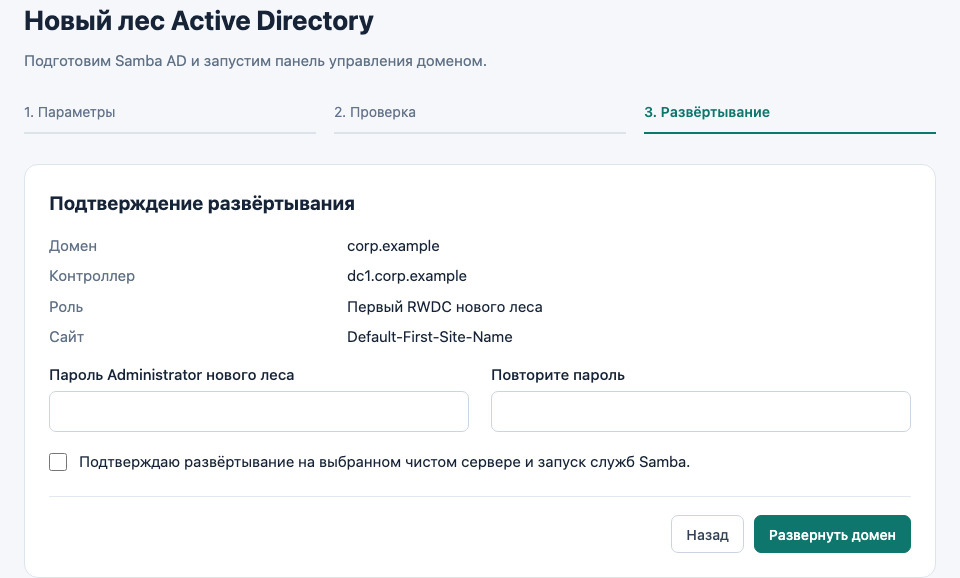 Новый лес Active Directory
Подготовим Samba AD и запустим панель управления доменом.
1. Параметры
2. Проверка
3. Развёртывание
Подтверждение развёртывания
Домен corp.example
Контроллер dc1.corp.example
Роль Первый RWDC нового леса
Сайт Default-First-Site-Name
Пароль Administrator нового леса
Повторите пароль
Подтверждаю развёртывание на выбранном чистом сервере и запуск служб Samba.
Назад
Развернуть домен